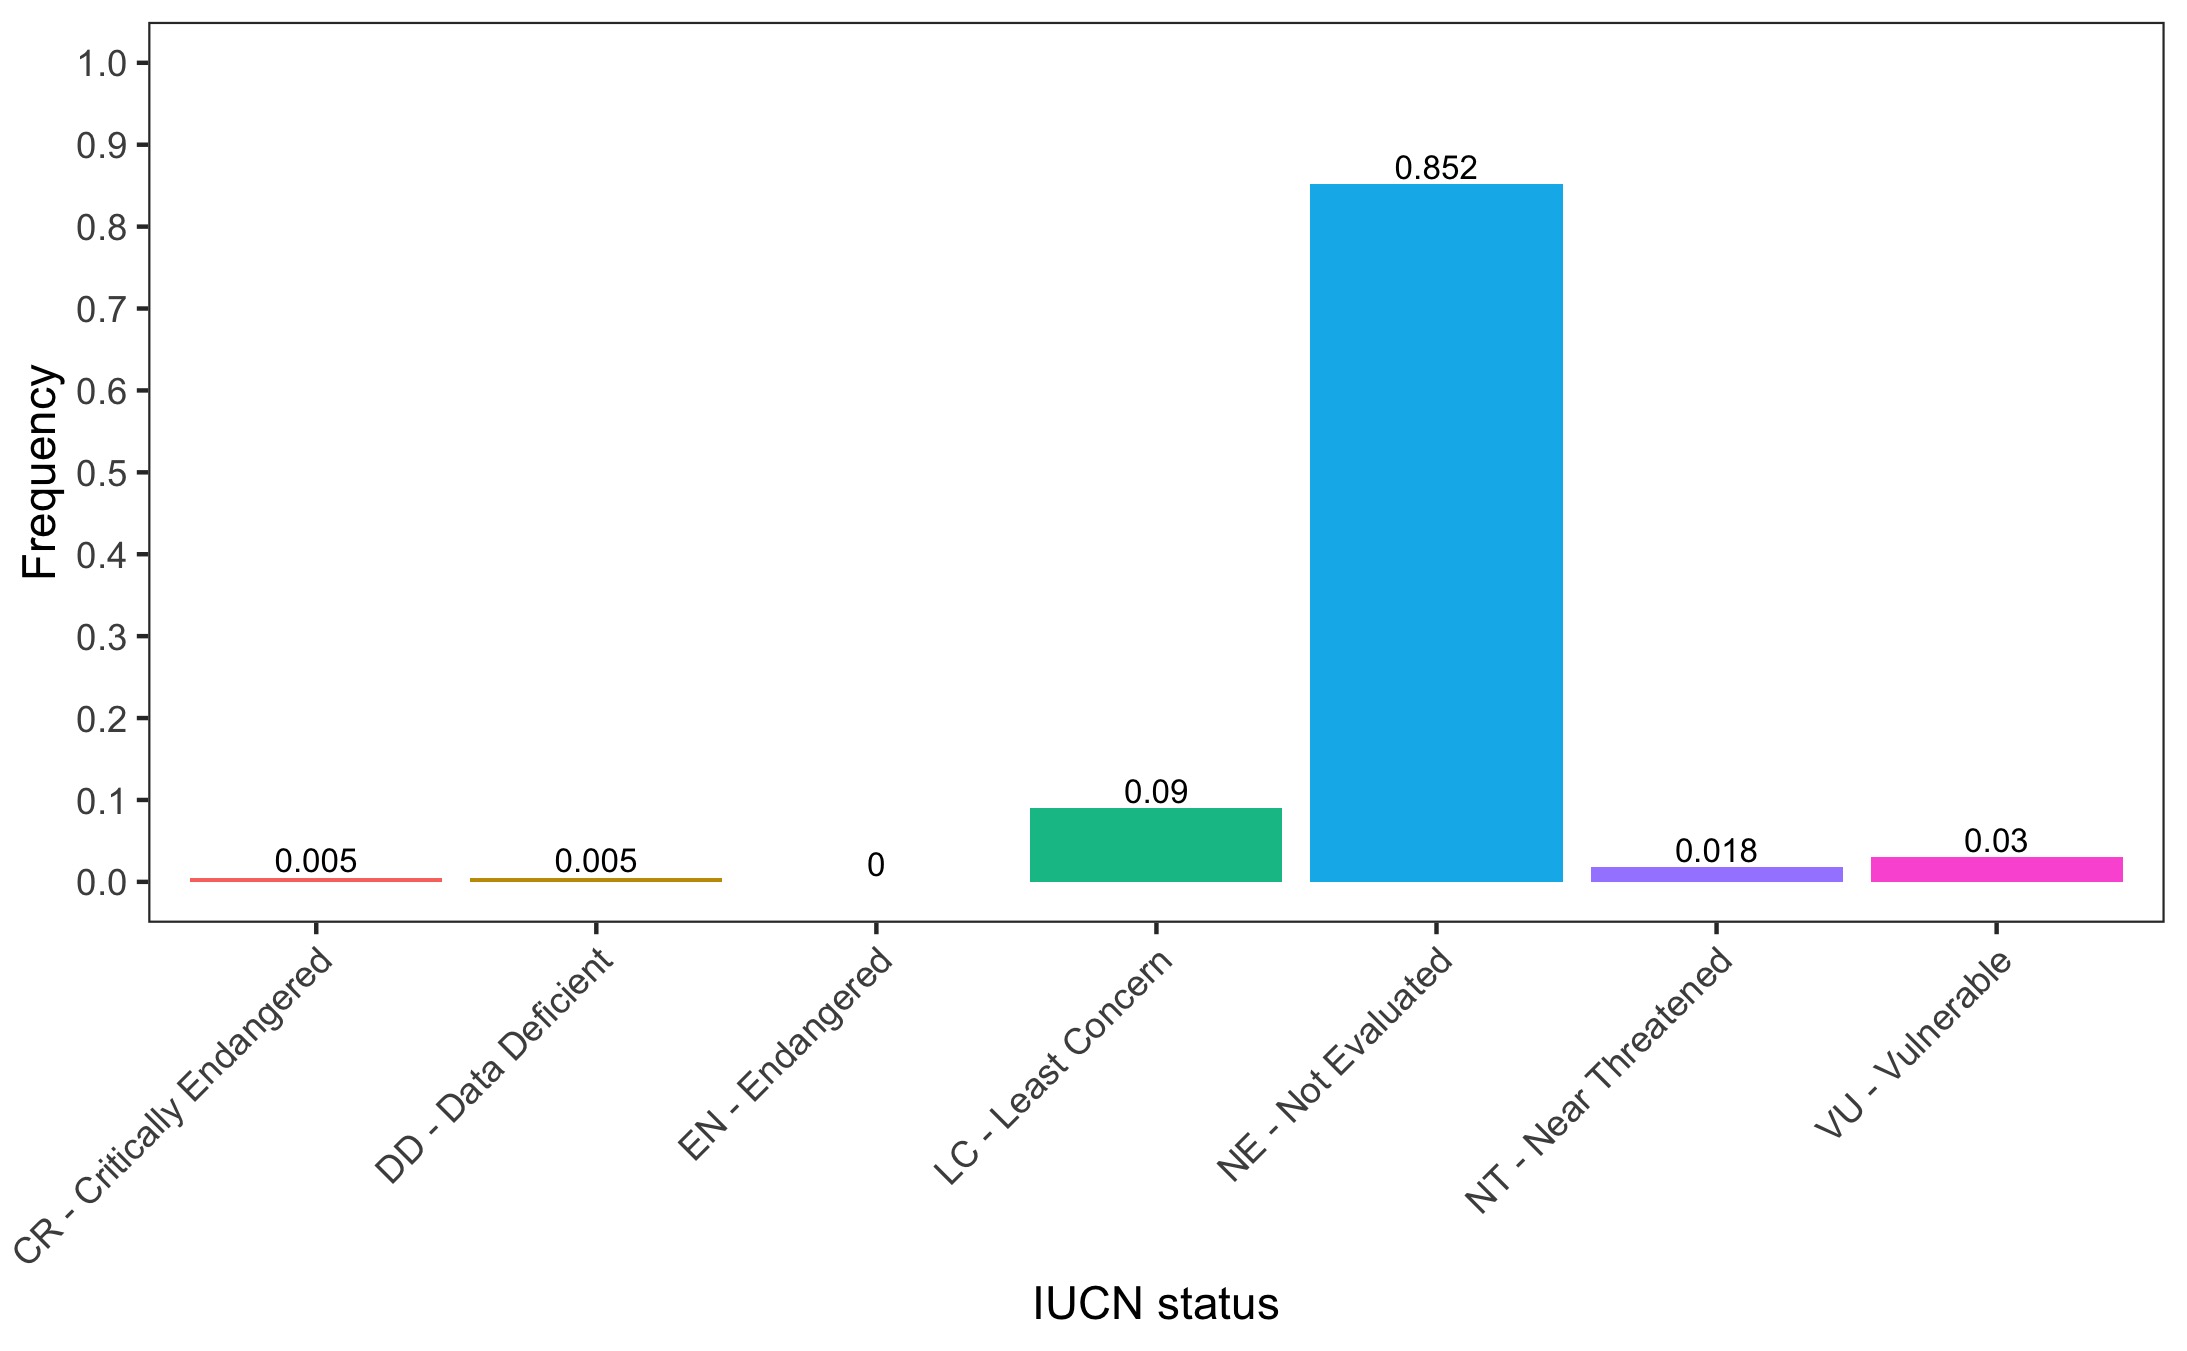 1.0
0.9
0.8
0.7
0.6
0.5
0.4
0.3
0.2
0.1
0.0
Frequency
0.005
0.005
0
0.09
0.852
0.018
0.03
CR - Critically Endangered
DD - Data Deficient
EN - Endangered
LC - Least Concern
NE - Not Evaluated
NT - Near Threatened
VU - Vulnerable
IUCN status